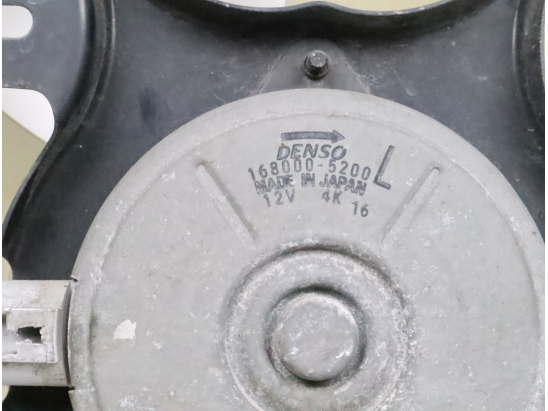 DENSO
168000-5200 L
MADE IN JAPAN
12V 4K 16